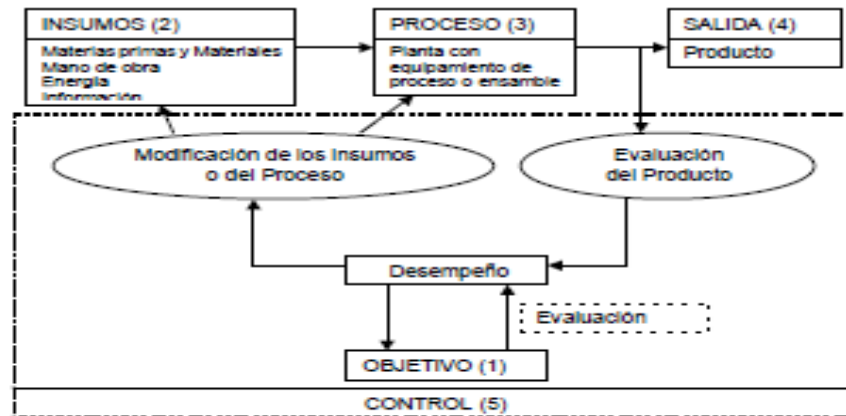 INSUMOS (2)
Materias primas y Materiales
Mano de obra
Energía
Información
PROCESO (3)
Planta con
equipamiento de
proceso o ensamble
SALIDA (4)
Producto
Modificación de los Insumos
o del Proceso
Evaluación
del Producto
Desempeño
Evaluación
OBJETIVO (1)
CONTROL (5)